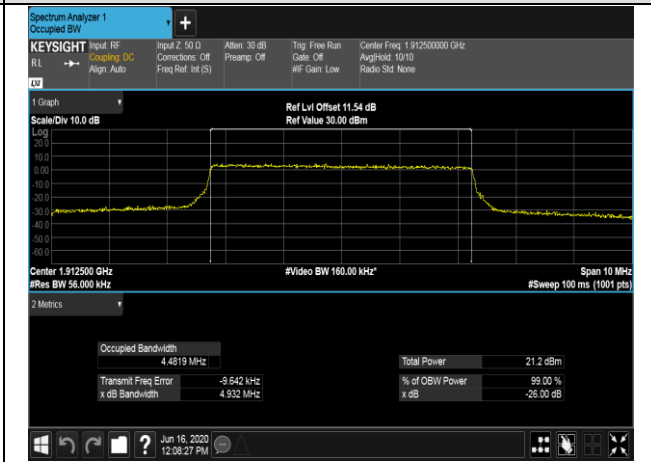 Spectrum Analyzer 1
Occupied BW
+
KEYSIGHT Input: RF Input Z: 50 Ω Atten: 30 dB Trig: Free Run Center Freq: 1.912500000 GHz
RL Coupling: DC Corrections: Off Preamp: Off Gate: Off Avg|Hold: 10/10
Align: Auto Freq Ref: Int (S) #IF Gain: Low Radio Std: None
LXI
1 Graph Ref Lvl Offset 11.54 dB
Scale/Div 10.0 dB Ref Value 30.00 dBm
Log
20.0
10.0
0.00
-10.0
-20.0
-30.0
-40.0
-50.0
-60.0
Center 1.912500 GHz #Video BW 160.00 kHz* Span 10 MHz
#Res BW 56.000 kHz #Sweep 100 ms (1001 pts)
2 Metrics
Occupied Bandwidth
4.4819 MHz Total Power 21.2 dBm
Transmit Freq Error -9.642 kHz % of OBW Power 99.00 %
x dB Bandwidth 4.932 MHz x dB -26.00 dB
? Jun 16, 2020
12:08:27 PM